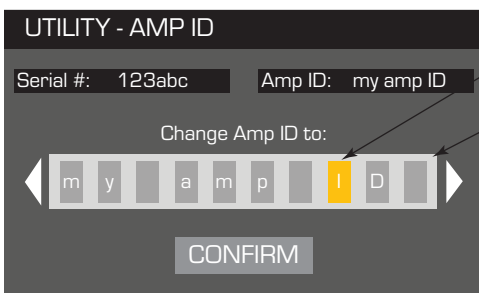 UTILITY - AMP ID
Serial #: 123abc Amp ID: my amp ID
Change Amp ID to:
m y a m p I D
CONFIRM